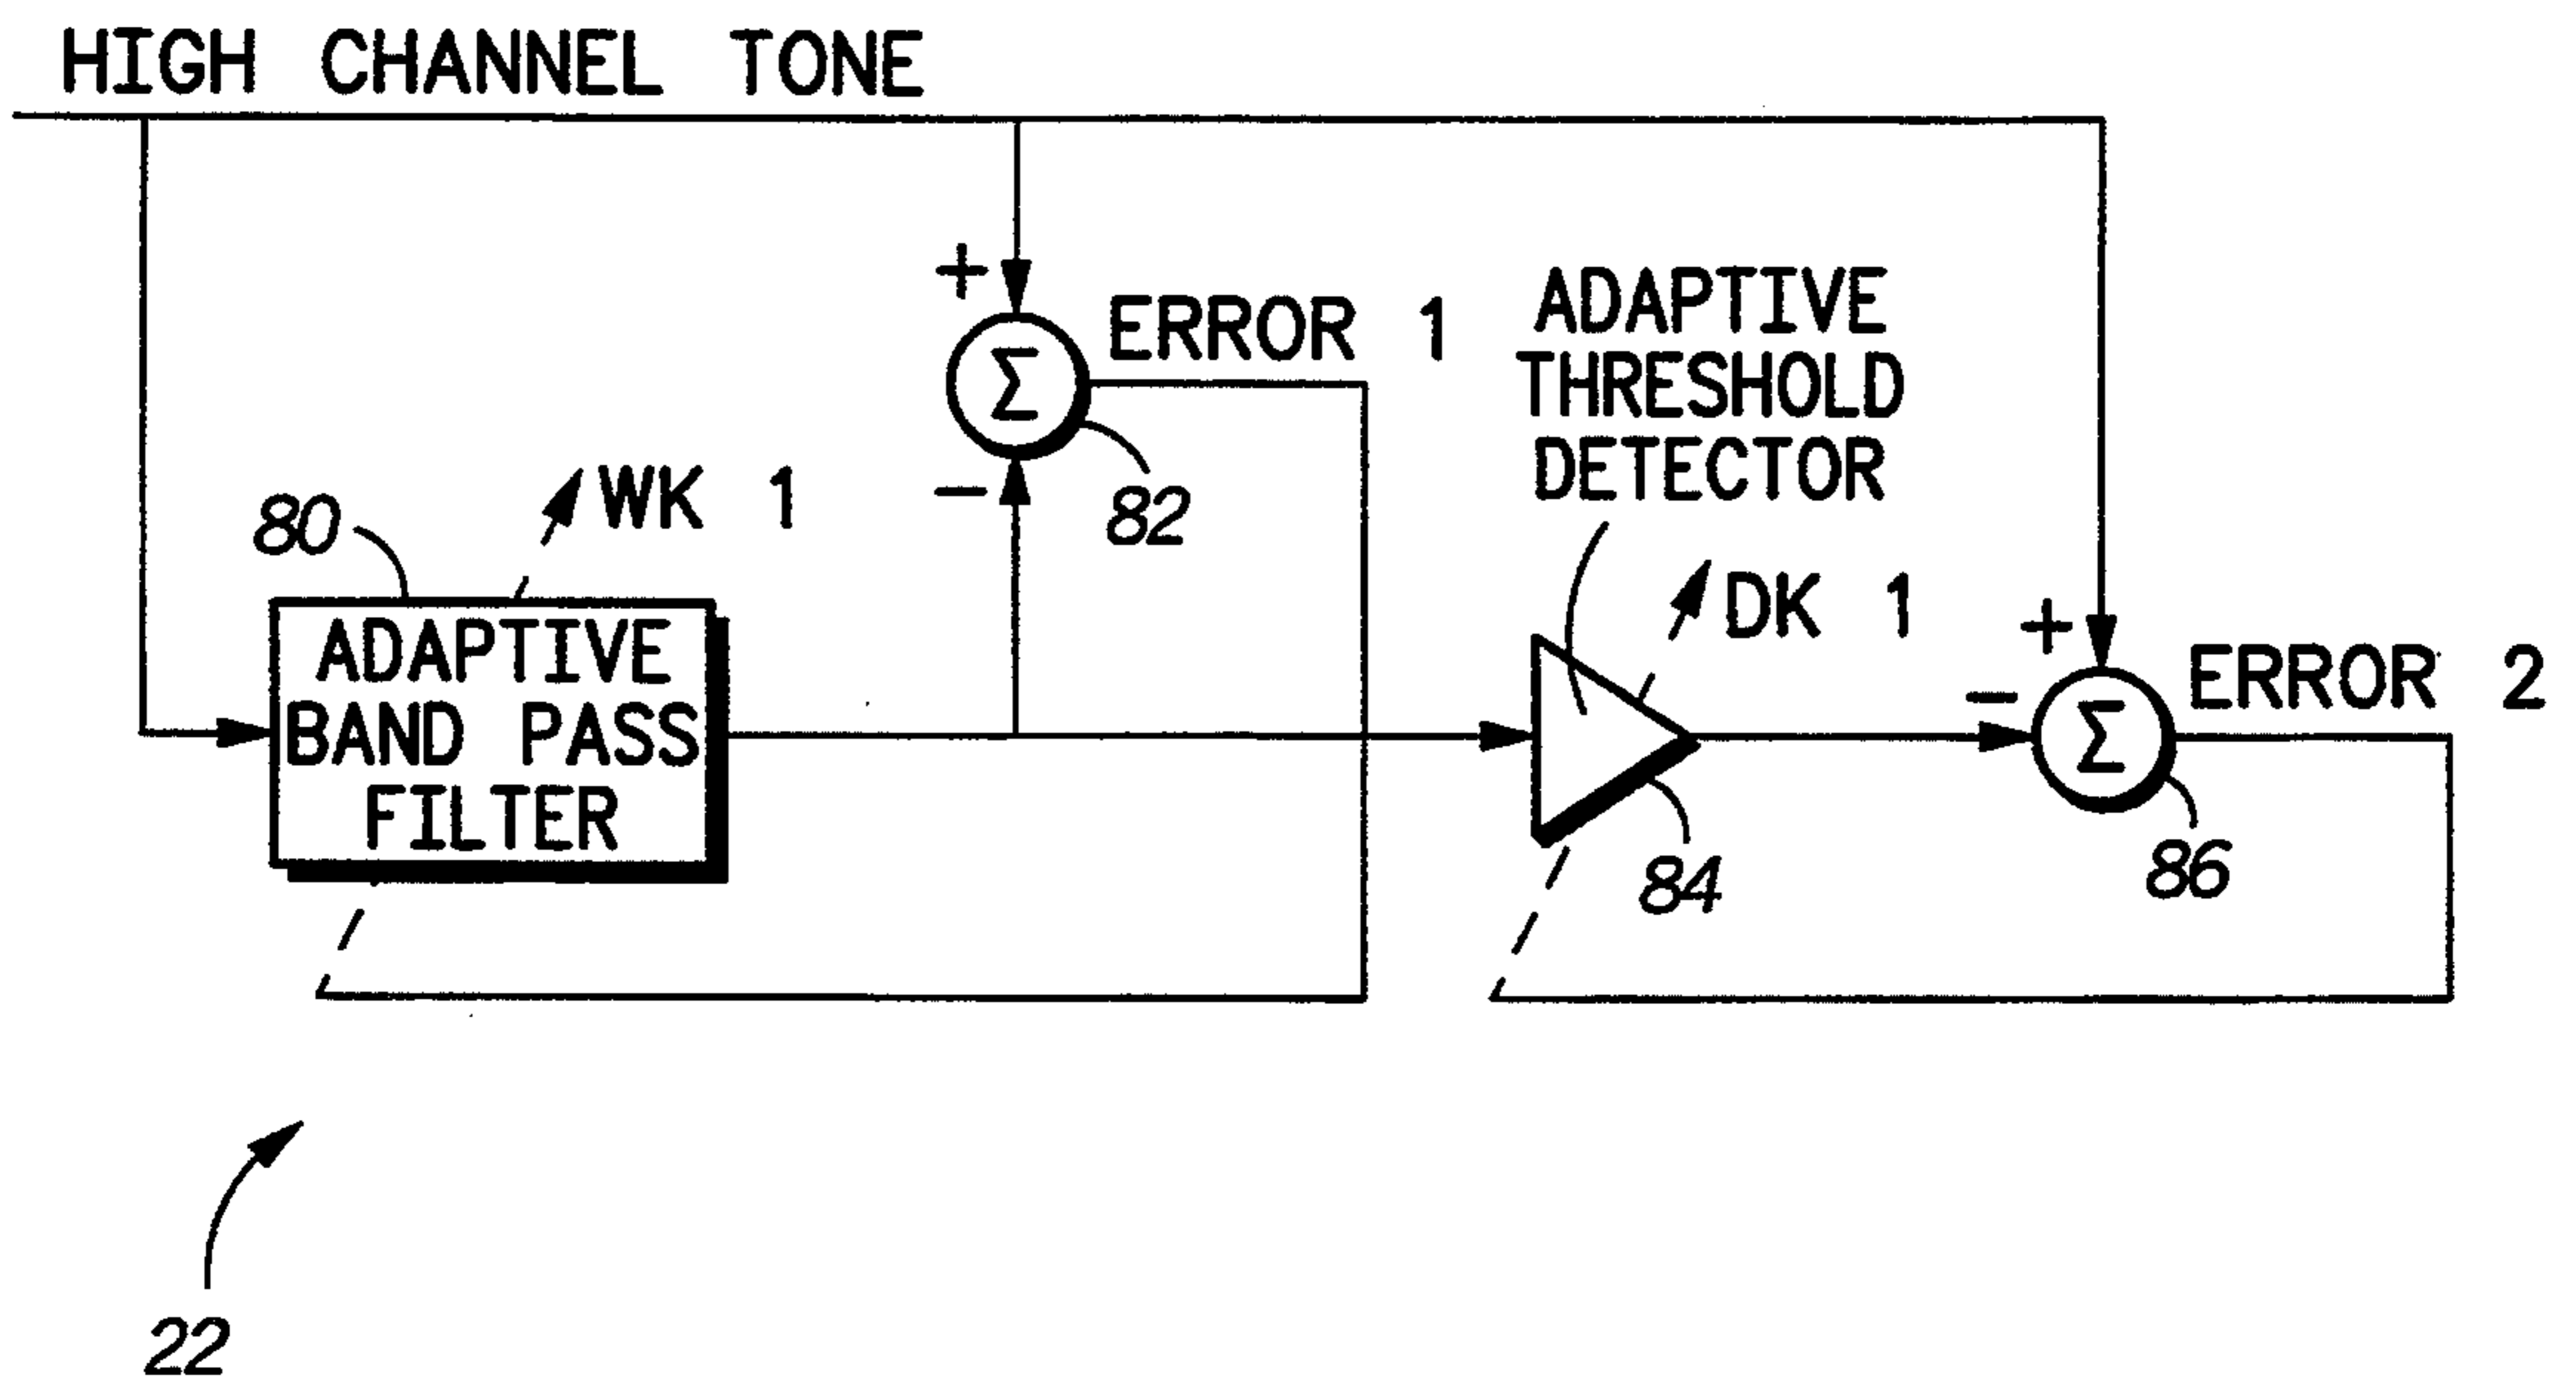 HIGH CHANNEL TONE
+
ERROR 1
Σ
82
-
ADAPTIVE
THRESHOLD
DETECTOR
80
WK 1
DK 1
ADAPTIVE
BAND PASS
FILTER
+
-
ERROR 2
Σ
84
86
22